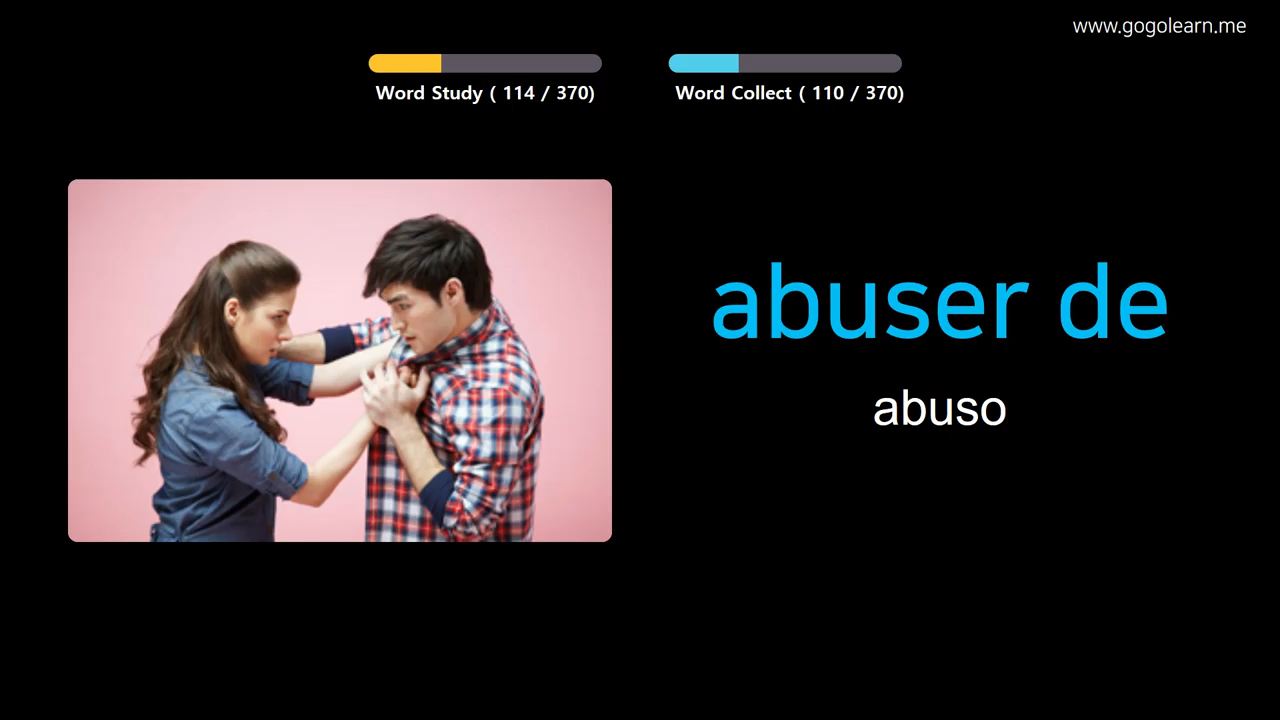 www.gogolearn.me
Word Study ( 114 / 370)
Word Collect ( 110 / 370)
abuser de
abuso